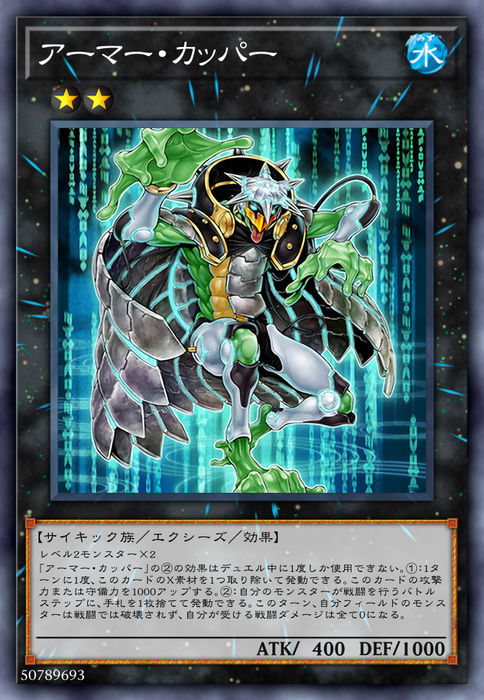 アーマー・カッパー
水
【サイキック族/エクシーズ/効果】
レベル2モンスター×2
「アーマー・カッパー」の②の効果はデュエル中に1度しか使用できない。①:1タ
ーンに1度、このカードのX素材を1つ取り除いて発動できる。このカードの攻撃
力または守備力を1000アップする。②:自分のモンスターが戦闘を行うバトル
ステップに、手札を1枚捨てて発動できる。このターン、自分フィールドのモンス
ターは戦闘では破壊されず、自分が受ける戦闘ダメージは全て0になる。
ATK/ 400 DEF/1000
50789693